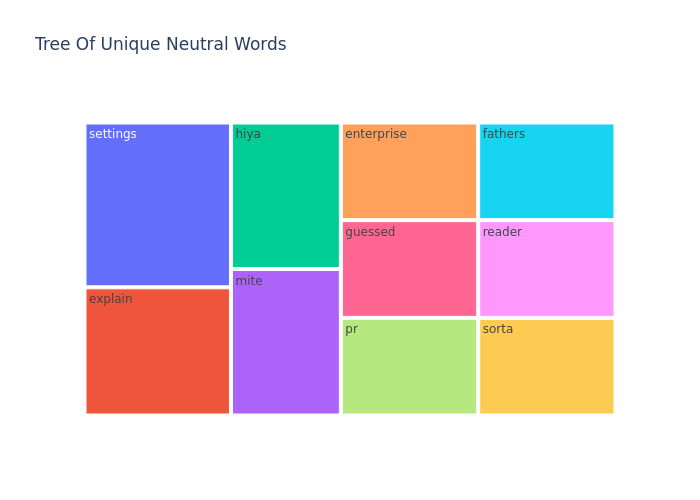 Tree Of Unique Neutral Words
settings
hiya
enterprise
fathers
guessed
reader
mite
explain
pr
sorta